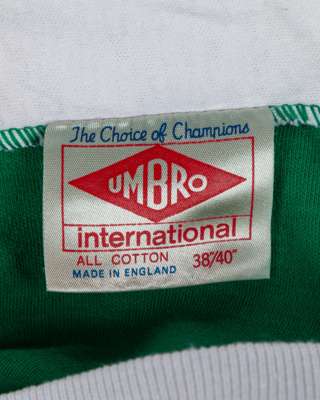 The Choice of Champions
UMBRO
international
ALL COTTON 38"/40"
MADE IN ENGLAND